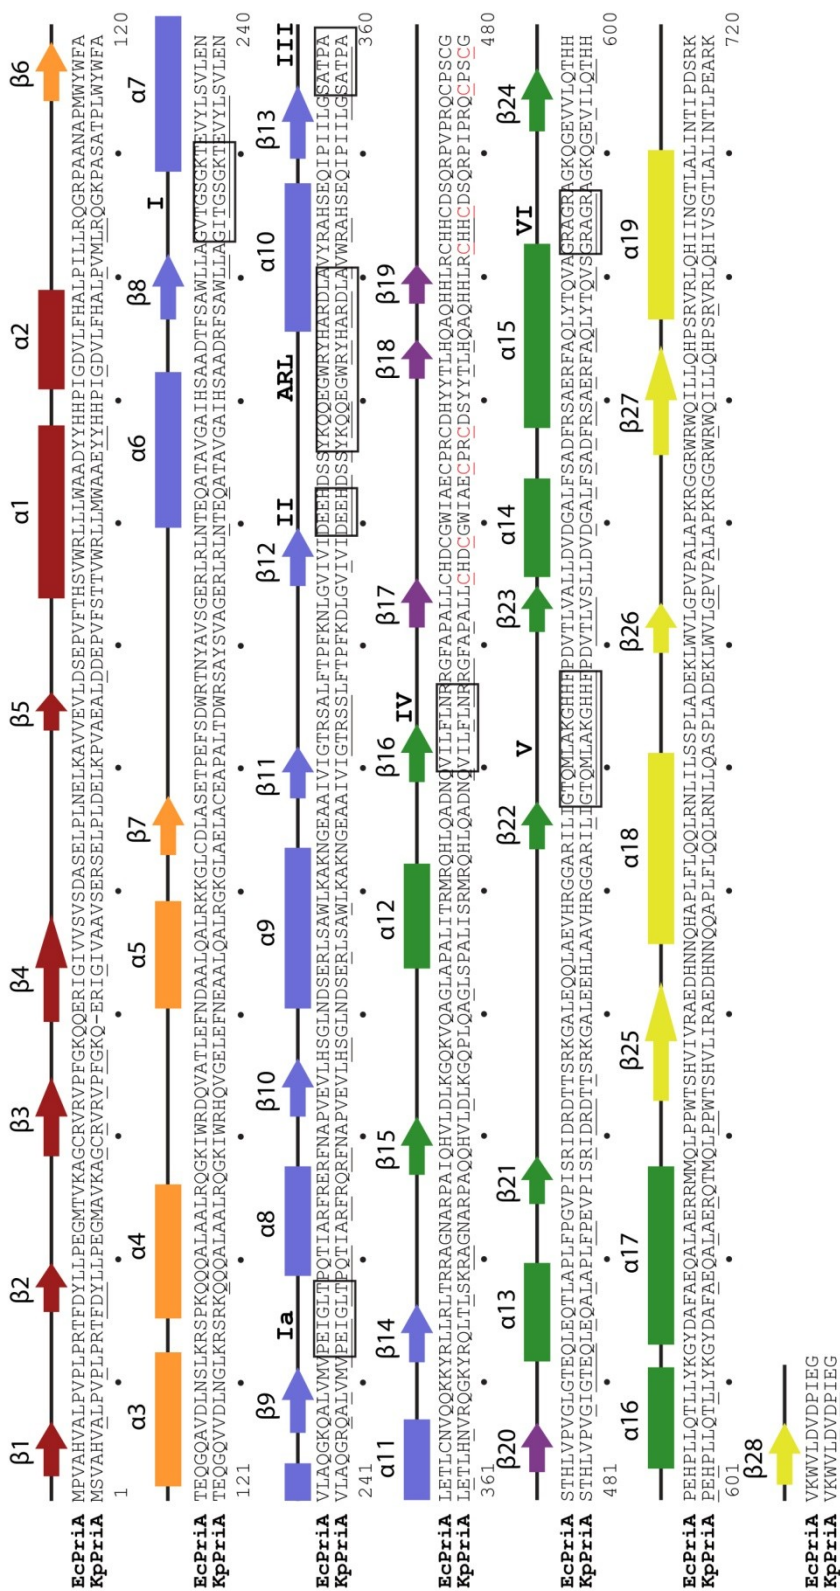 β1 β2 β3 β4 β5 α1 α2 β6
EcPriA MPVAHVALPVPLPRTFDYLLPEGMTVKAGCRVRVPFGKQQERIGIVVSVSDASELPLNELKAVVEVLDSEPVFTHSVWRLLLWAADYYHHPIGDVLFHALPILLRQGRPAANAPMWYWFA
KpPriA MSVAHVALPVPLPRTFDYLLPEGMAVKAGCRVRVPFGKQ-ERIGIVAAVSERSELPLDELKPVAEALDDEPVFSTTVWRLLMWAAEYYHHPIGDVLFHALPVMLRQGKPASATPLWYWFA
1 120
α3 α4 α5 β7 α6 β8 I α7
EcPriA TEQGQAVDLNSLKRSPKQQQALAALRQGKIWRDQVATLEFNDAALQALRKKGLCDLASETPEFSDWRTNYAVSGERLRLNTEQATAVGAIHSAADTFSAWLLAGVTGSGKTEVYLSVLEN
KpPriA TEQGQVVDLNGLKRSRKQQQALAALRQGKIWRHQVGELEFNEAALQALRGKGLAELACEAPALTDWRSAYSVAGERLRLNTEQATAVGAIHSAADRFSAWLLAGITGSGKTEVYLSVLEN
121 240
β9 Ia α8 β10 α9 β11 β12 II ARL α10 β13 III
EcPriA VLAQGKQALVMVPEIGLTPQTIARFRERFNAPVEVLHSGLNDSERLSAWLKAKNGEAAIVIGTRSALFTPFKNLGVIVIDEEHDSSYKQQEGWRYHARDLAVYRAHSEQIPIILGSATPA
KpPriA VLAQGRQALVMVPEIGLTPQTIARFRQRFNAPVEVLHSGLNDSERLSAWLKAKNGEAAIVIGTRSSLFTPFKDLGVIVIDEEHDSSYKQQEGWRYHARDLAVWRAHSEQIPIILGSATPA
241 360
α11 β14 β15 α12 β16 IV β17 β18 β19
EcPriA LETLCNVQQKKYRLLRLTRRAGNARPAIQHVLDLKGQKVQAGLAPALITRMRQHLQADNQVILFLNRRGFAPALLCHDCGWIAECPRCDHYYTLHQAQHHLRCHHCDSQRPVPRQCPSCG
KpPriA LETLHNVRQGKYRQLTLSKRAGNARPAQQHVLDLKGQPLQAGLSPALISRMRQHLQADNQVILFLNRRGFAPALLCHDCGWIAECPRCDSYYTLHQAQHHLRCHHCDSQRPIPRQCPSCG
361 480
β20 α13 β21 β22 V β23 α14 α15 VI β24
EcPriA STHLVPVGLGTEQLEQTLAPLFPGVPISRIDRDTTSRKGALEQQLAEVHRGGARILIGTQMLAKGHHFPDVTLVALLDVDGALFSADFRSAERFAQLYTQVAGRAGRAGKQGEVVLQTHH
KpPriA STHLVPVGIGTEQLEQALAPLFPEVPISRIDRDTTSRKGALEEHLAAVHRGGARILIGTQMLAKGHHFPDVTLVSLLDVDGALFSADFRSAERFAQLYTQVSGRAGRAGKQGEVILQTHH
481 600
α16 α17 β25 α18 β26 β27 α19
EcPriA PEHPLLQTLLYKGYDAFAEQALAERRMMQLPPWTSHVIVRAEDHNNQHAPLFLQQLRNLILSSPLADEKLWVLGPVPALAPKRGGRWRWQILLQHPSRVRLQHIINGTLALINTIPDSRK
KpPriA PEHPLLQTLLYKGYDAFAEQALAERQTMQLPPWTSHVLIRAEDHNNQQAPLFLQQLRNLLQASPLADEKLWVLGPVPALAPKRGGRWRWQILLQHPSRVRLQHIVSGTLALINTLPEARK
601 720
β28
EcPriA VKWVLDVDPIEG
KpPriA VKWVLDVDPIEG